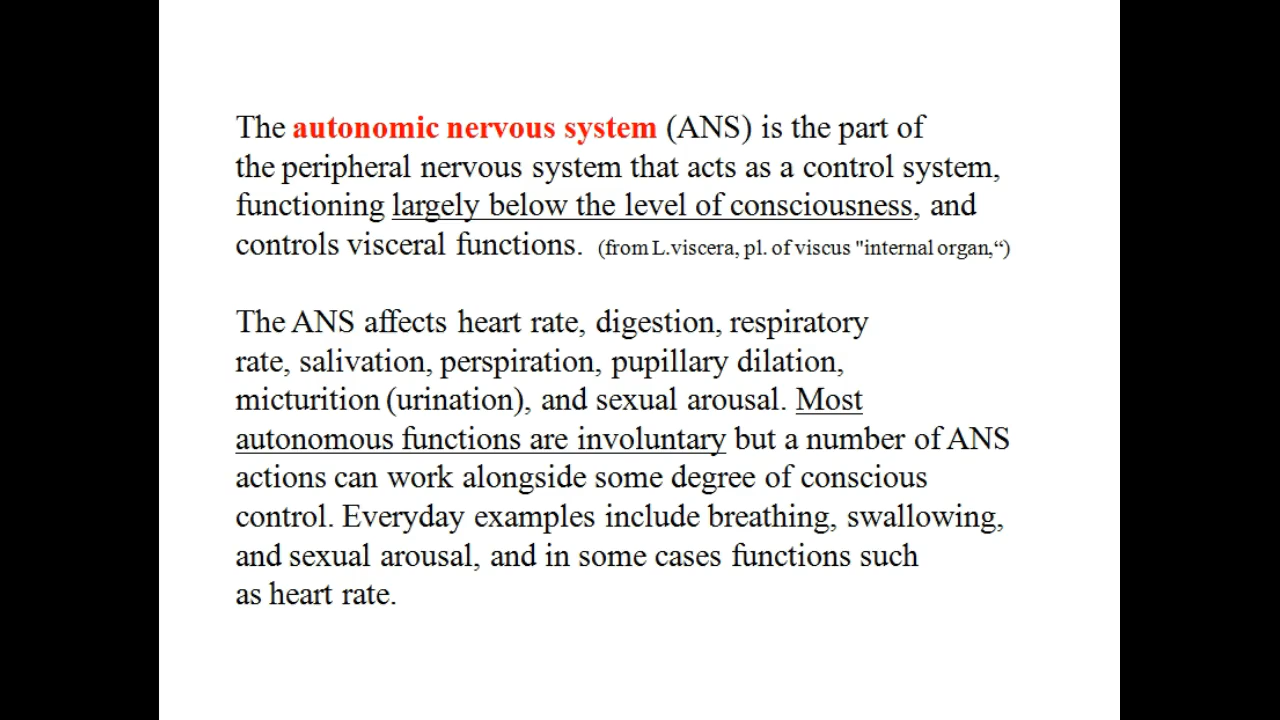 The autonomic nervous system (ANS) is the part of
the peripheral nervous system that acts as a control system,
functioning largely below the level of consciousness, and
controls visceral functions. (from L.viscera, pl. of viscus "internal organ,“)
The ANS affects heart rate, digestion, respiratory
rate, salivation, perspiration, pupillary dilation,
micturition (urination), and sexual arousal. Most
autonomous functions are involuntary but a number of ANS
actions can work alongside some degree of conscious
control. Everyday examples include breathing, swallowing,
and sexual arousal, and in some cases functions such
as heart rate.